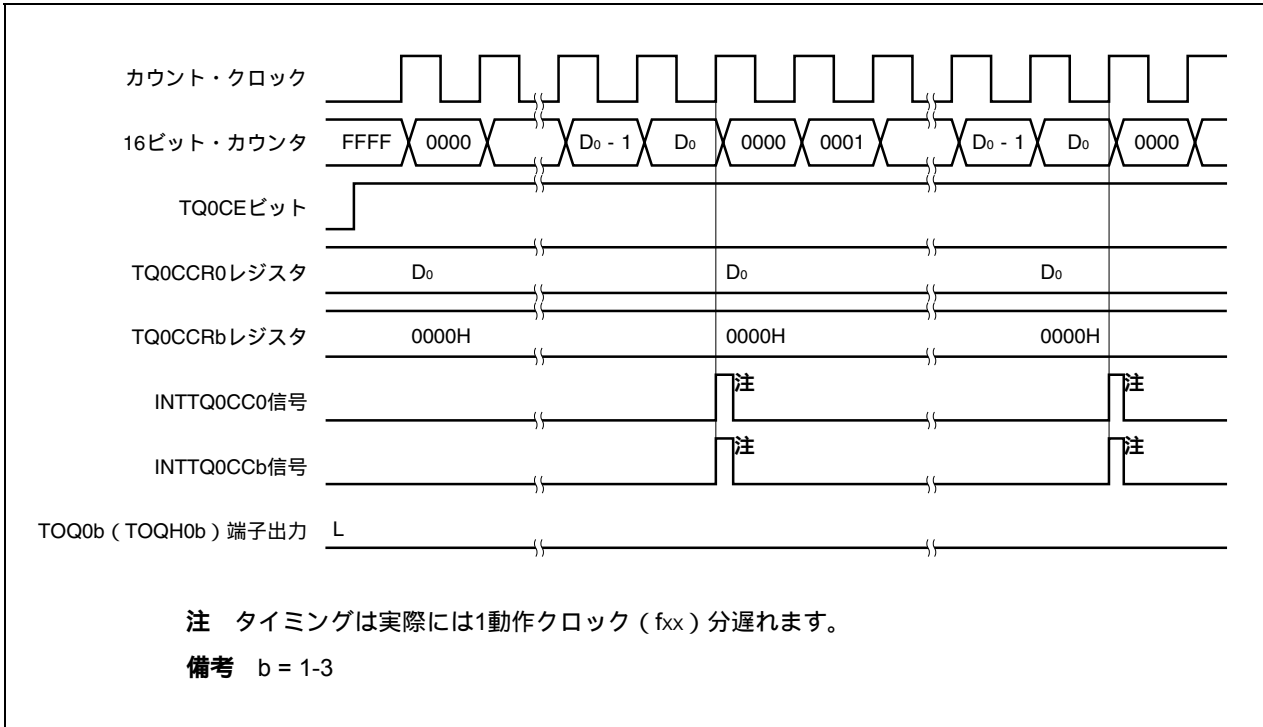 カウント・クロック
16ビット・カウンタ FFFF 0000 D0 - 1 D0 0000 0001 D0 - 1 D0 0000
TQ0CEビット
TQ0CCR0レジスタ D0 D0 D0
TQ0CCRbレジスタ 0000H 0000H 0000H
INTTQ0CC0信号 注 注
INTTQ0CCb信号 注 注
TOQ0b(TOQH0b)端子出力 L
注 タイミングは実際には1動作クロック(fxx)分遅れます。
備考 b = 1-3